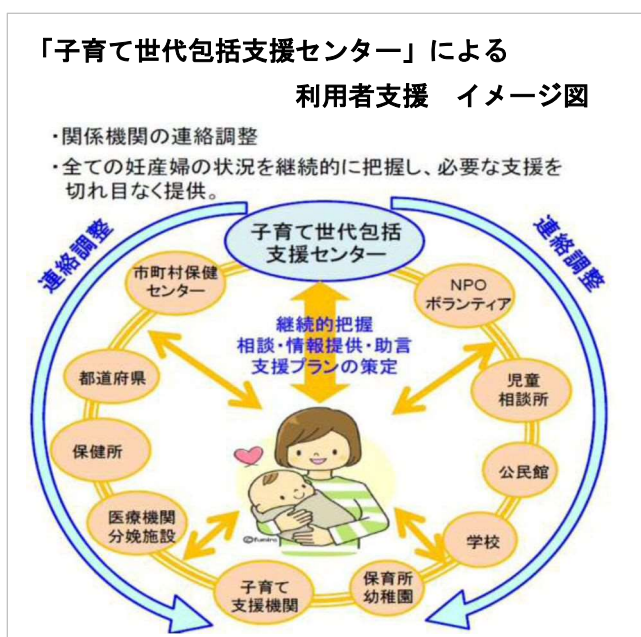 「子育て世代包括支援センター」による
利用者支援　イメージ図
・関係機関の連絡調整
・全ての妊産婦の状況を継続的に把握し、必要な支援を
切れ目なく提供。
子育て世代包括
支援センター
連絡調整
連絡調整
市町村保健
センター
NPO
ボランティア
継続的把握
相談・情報提供・助言
支援プランの策定
都道府県
児童
相談所
保健所
公民館
医療機関
分娩施設
学校
©fumira
子育て
支援機関
保育所
幼稚園